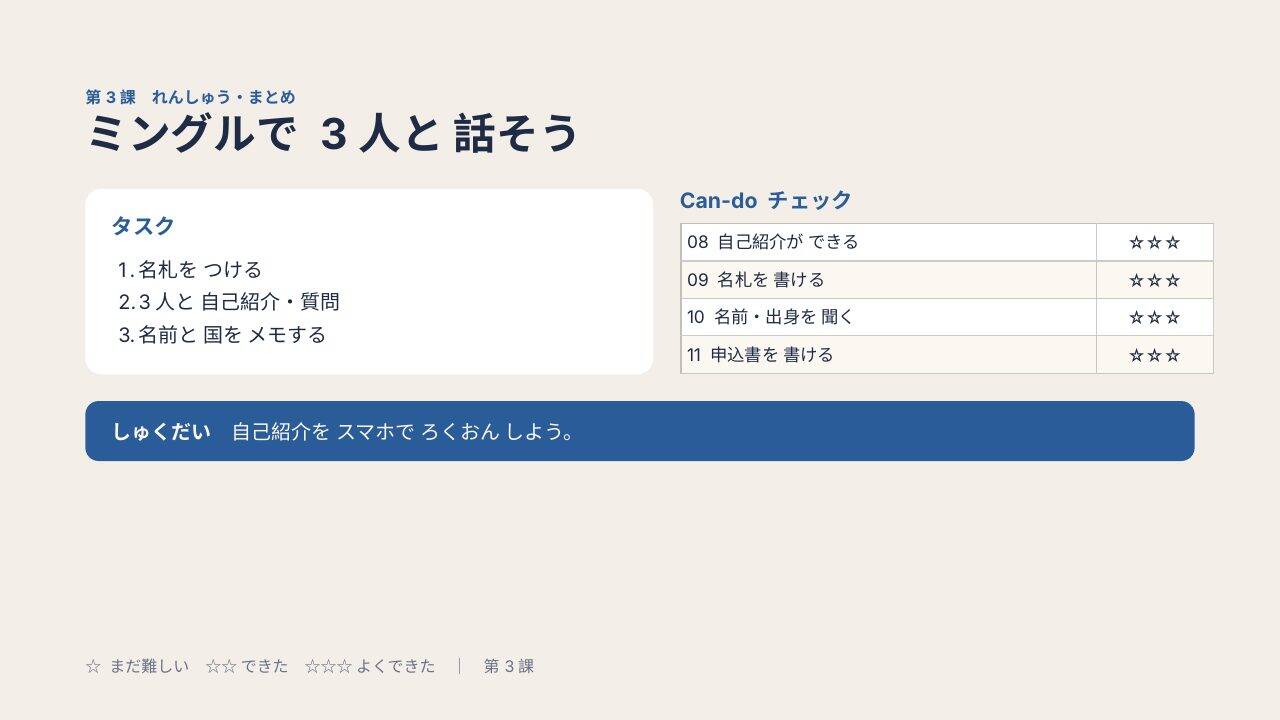 第3課　れんしゅう・まとめ
ミングルで 3人と 話そう
タスク
1. 名札を つける
2. 3人と 自己紹介・質問
3. 名前と 国を メモする
Can-do チェック
08 自己紹介が できる ☆☆☆
09 名札を 書ける ☆☆☆
10 名前・出身を 聞く ☆☆☆
11 申込書を 書ける ☆☆☆
しゅくだい　自己紹介を スマホで ろくおん しよう。
☆ まだ難しい　☆☆ できた　☆☆☆ よくできた　｜　第3課